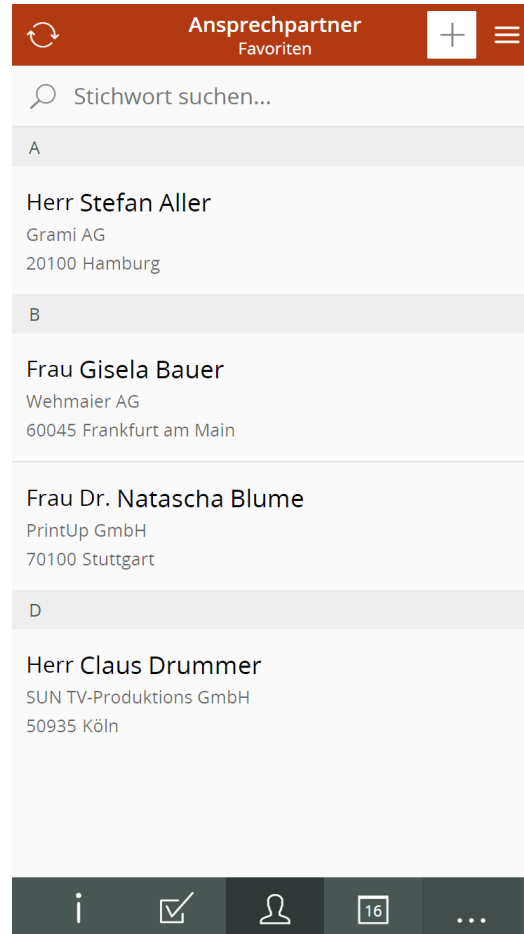 Ansprechpartner
Favoriten
Stichwort suchen...
A
Herr Stefan Aller
Grami AG
20100 Hamburg
B
Frau Gisela Bauer
Wehmaier AG
60045 Frankfurt am Main
Frau Dr. Natascha Blume
PrintUp GmbH
70100 Stuttgart
D
Herr Claus Drummer
SUN TV-Produktions GmbH
50935 Köln
16